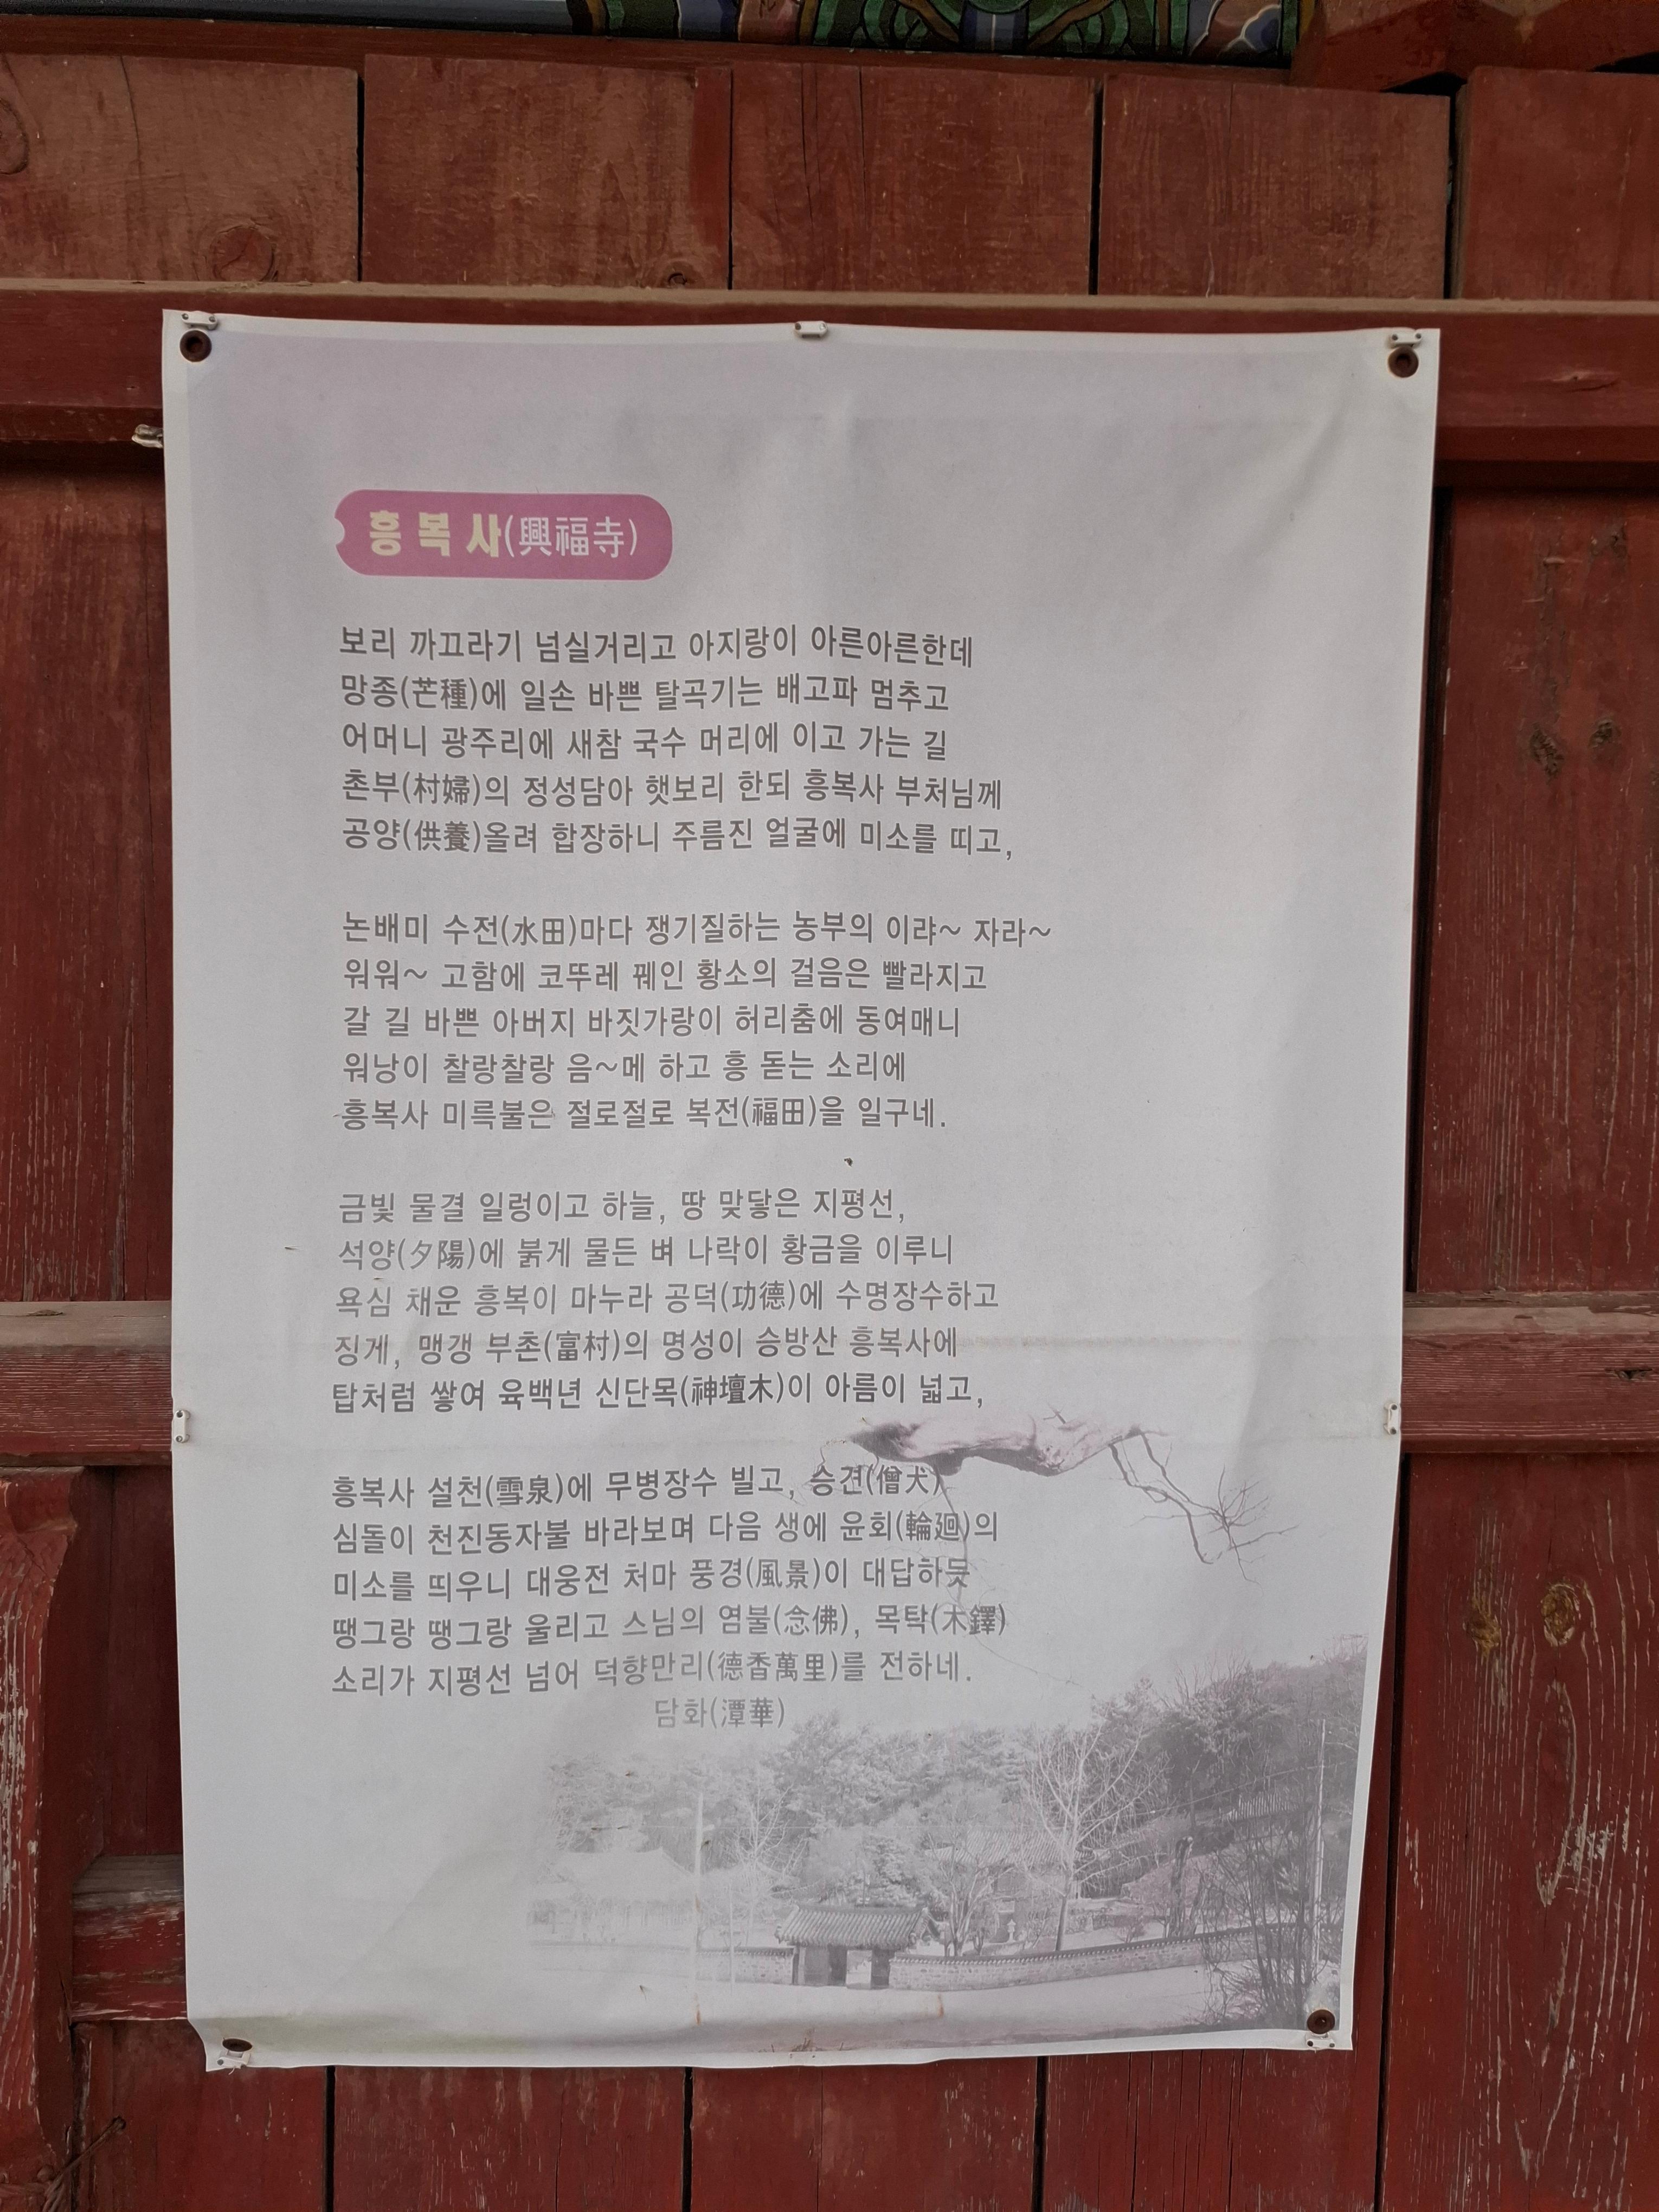 흥복사(興福寺)
보리 까끄라기 넘실거리고 아지랑이 아른아른한데
망종(芒種)에 일손 바쁜 탈곡기는 배고파 멈추고
어머니 광주리에 새참 국수 머리에 이고 가는 길
촌부(村婦)의 정성담아 햇보리 한되 흥복사 부처님께
공양(供養)올려 합장하니 주름진 얼굴에 미소를 띠고,
논배미 수전(水田)마다 쟁기질하는 농부의 이랴~ 자라~
워워~ 고함에 코뚜레 꿰인 황소의 걸음은 빨라지고
갈 길 바쁜 아버지 바짓가랑이 허리춤에 동여매니
워낭이 찰랑찰랑 음~메 하고 흥 돋는 소리에
흥복사 미륵불은 절로절로 복전(福田)을 일구네.
금빛 물결 일렁이고 하늘, 땅 맞닿은 지평선,
석양(夕陽)에 붉게 물든 벼 나락이 황금을 이루니
욕심 채운 흥복이 마누라 공덕(功德)에 수명장수하고
징게, 맹갱 부촌(富村)의 명성이 승방산 흥복사에
탑처럼 쌓여 육백년 신단목(神壇木)이 아름이 넓고,
흥복사 설천(雪泉)에 무병장수 빌고, 승견(僧犬)
심돌이 천진동자불 바라보며 다음 생에 윤회(輪廻)의
미소를 띄우니 대웅전 처마 풍경(風景)이 대답하듯
땡그랑 땡그랑 울리고 스님의 염불(念佛), 목탁(木鐸)
소리가 지평선 넘어 덕향만리(德香萬里)를 전하네.
담화(潭華)